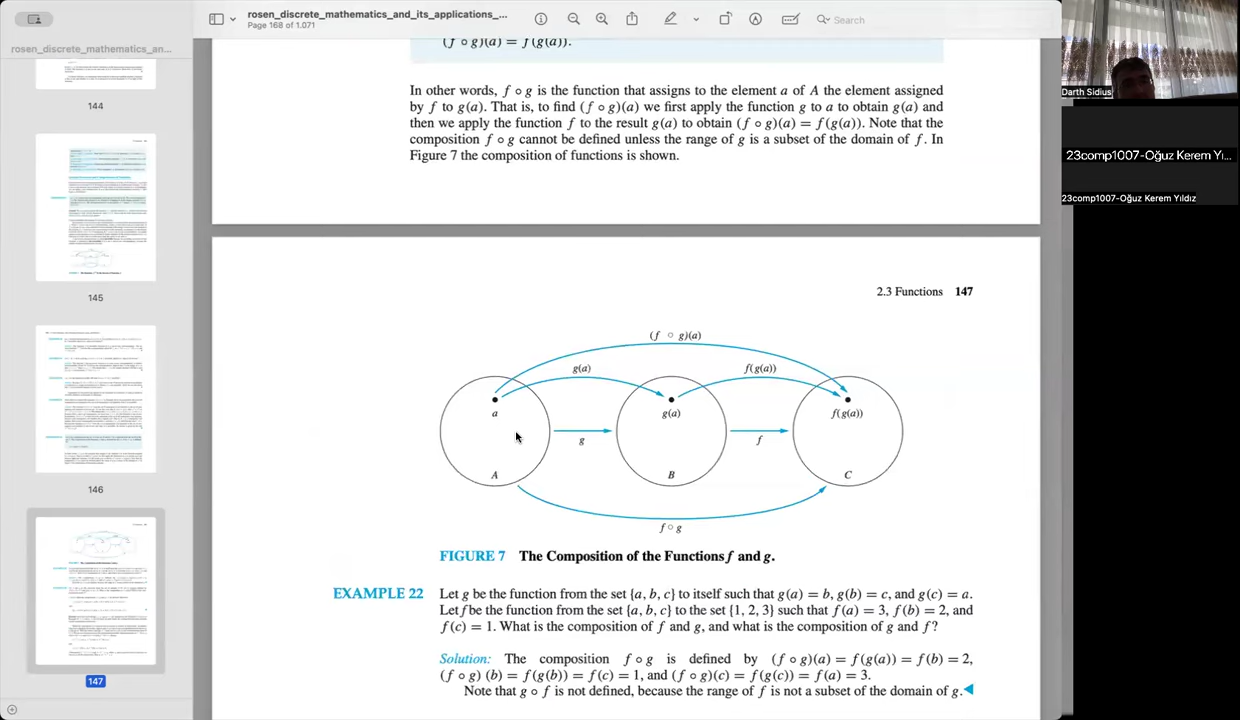 rosen_discrete_mathematics_and_its_applications_...
Page 168 of 1.071
Search
rosen_discrete_mathematics_an...
144
145
146
147
(f ∘ g)(a) = f(g(a)).
In other words, f ∘ g is the function that assigns to the element a of A the element assigned
by f to g(a). That is, to find (f ∘ g)(a) we first apply the function g to a to obtain g(a) and
then we apply the function f to the result g(a) to obtain (f ∘ g)(a) = f(g(a)). Note that the
composition f ∘ g cannot be defined unless the range of g is a subset of the domain of f. In
Figure 7 the composition of functions is shown.
2.3 Functions 147
(f ∘ g)(a)
g(a) f(g(a))
a g(a) f(g(a))
g f
A B C
f ∘ g
FIGURE 7 The Composition of the Functions f and g.
EXAMPLE 22 Let g be the function from the set {a, b, c} to itself such that g(a) = b, g(b) = c, and g(c) = a.
Let f be the function from the set {a, b, c} to the set {1, 2, 3} such that f(a) = 3, f(b) = 2, and
f(c) = 1. What is the composition of f and g, and what is the composition of g and f?
Solution: The composition f ∘ g is defined by (f ∘ g)(a) = f(g(a)) = f(b) = 2,
(f ∘ g) (b) = f(g(b)) = f(c) = 1, and (f ∘ g)(c) = f(g(c)) = f(a) = 3.
Note that g ∘ f is not defined, because the range of f is not a subset of the domain of g.
Darth Sidius
23comp1007-Oğuz Kerem Yı...
23comp1007-Oğuz Kerem Yıldız